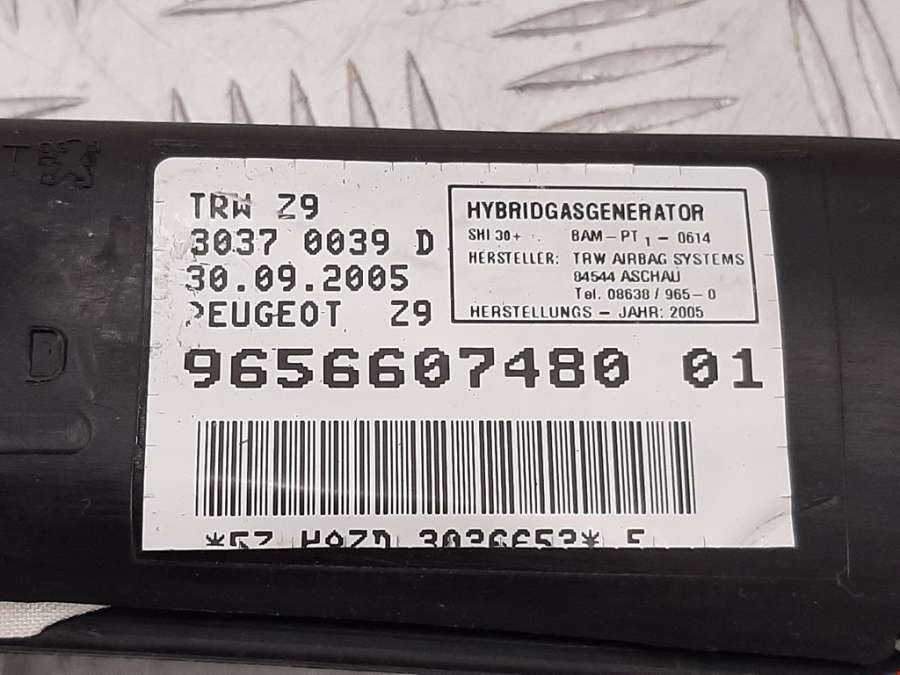 TRW Z9
3037 0039 D
30.09.2005
PEUGEOT Z9
HYBRIDGASGENERATOR
SHI 30+ BAM-PT 1 - 0614
HERSTELLER: TRW AIRBAG SYSTEMS
84544 ASCHAU
Tel. 08638 / 965-0
HERSTELLUNGS - JAHR: 2005
9656607480 01
D